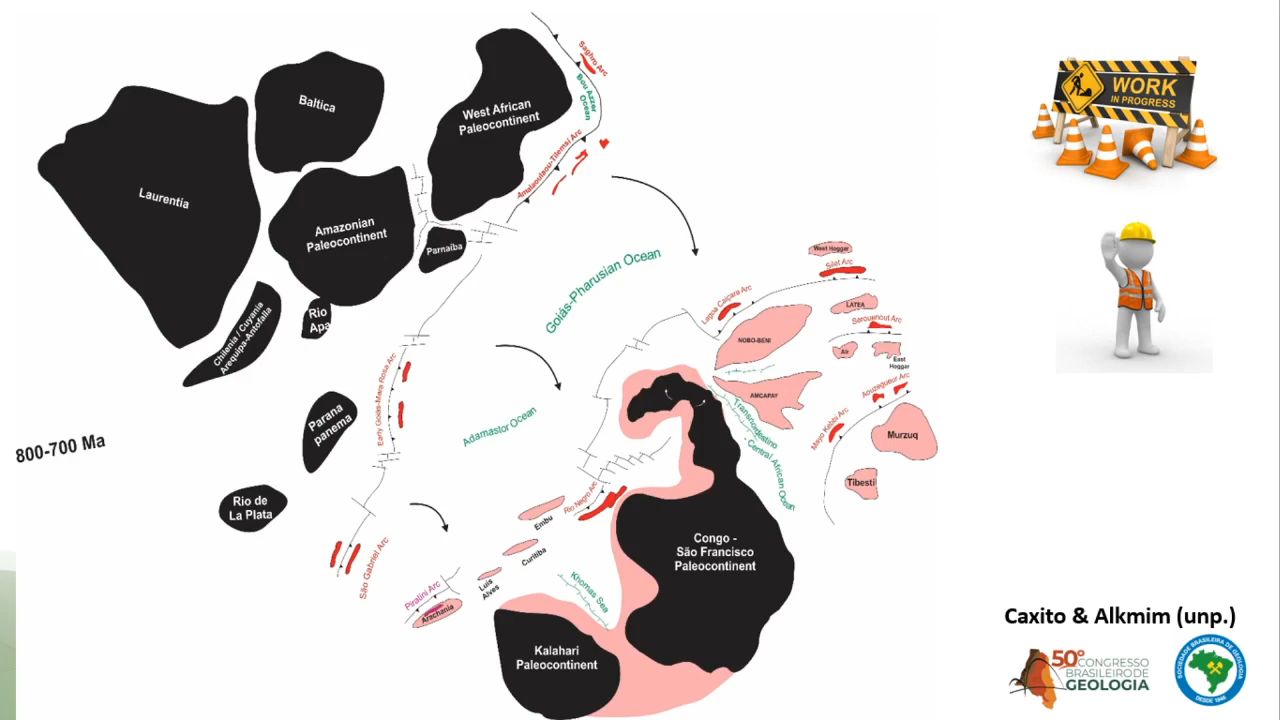 Saghro Arc
Bou Azzer
Ocean
Baltica
West African
Paleocontinent
WORK
IN PROGRESS
Laurentia
Amalaoulaou-Tilemsi Arc
Amazonian
Paleocontinent
Parnaíba
Goiás-Pharusian Ocean
West Hoggar
Silet Arc
Lagoa Caiçara Arc
LATEA
Serouenout Arc
Rio
Apa
Chilenia / Cuyania
Arequipa-Antofalla
NOBO-BENI
Air
East
Hoggar
Early Goiás-Mara Rosa Arc
Aouzegueur Arc
AMCAPAY
Transnordestino
- Central African Ocean
Mayo Kebbi Arc
Murzuq
Parana
panema
Adamastor Ocean
800-700 Ma
Tibesti
Rio de
La Plata
Rio Negro Arc
Embu
Congo -
São Francisco
Paleocontinent
São Gabriel Arc
Curitiba
Luis
Alves
Khomas Sea
Piratini Arc
Arachania
Kalahari
Paleocontinent
Caxito & Alkmim (unp.)
50º CONGRESSO
BRASILEIRO DE
GEOLOGIA
SOCIEDADE BRASILEIRA DE GEOLOGIA
DESDE 1946